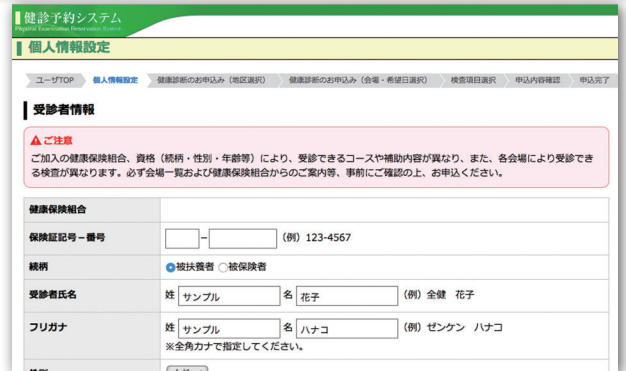 健診予約システム
Physical Examination Reservation System
個人情報設定
ユーザTOP 個人情報設定 健康診断のお申込み（地区選択） 健康診断のお申込み（会場・希望日選択） 検査項目選択 申込内容確認 申込完了
受診者情報
ご注意
ご加入の健康保険組合、資格（続柄・性別・年齢等）により、受診できるコースや補助内容が異なり、また、各会場により受診でき
る検査が異なります。必ず会場一覧および健康保険組合からのご案内等、事前にご確認の上、お申込ください。
健康保険組合
保険証記号－番号 － （例）123-4567
続柄 被扶養者 被保険者
受診者氏名 姓 サンプル 名 花子 （例）全健 花子
フリガナ 姓 サンプル 名 ハナコ （例）ゼンケン ハナコ
※全角カナで指定してください。